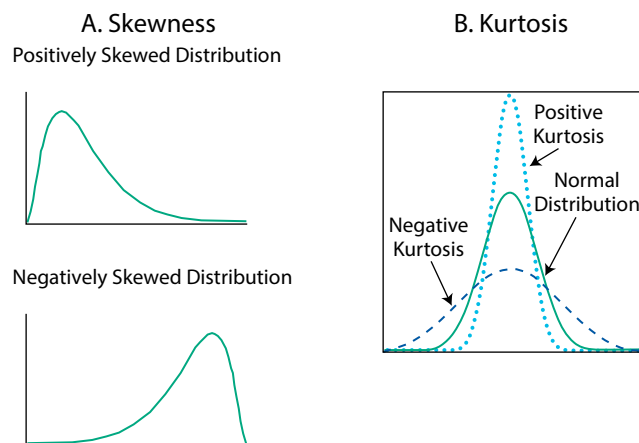 A. Skewness
Positively Skewed Distribution
Negatively Skewed Distribution
B. Kurtosis
Positive
Kurtosis
Normal
Distribution
Negative
Kurtosis